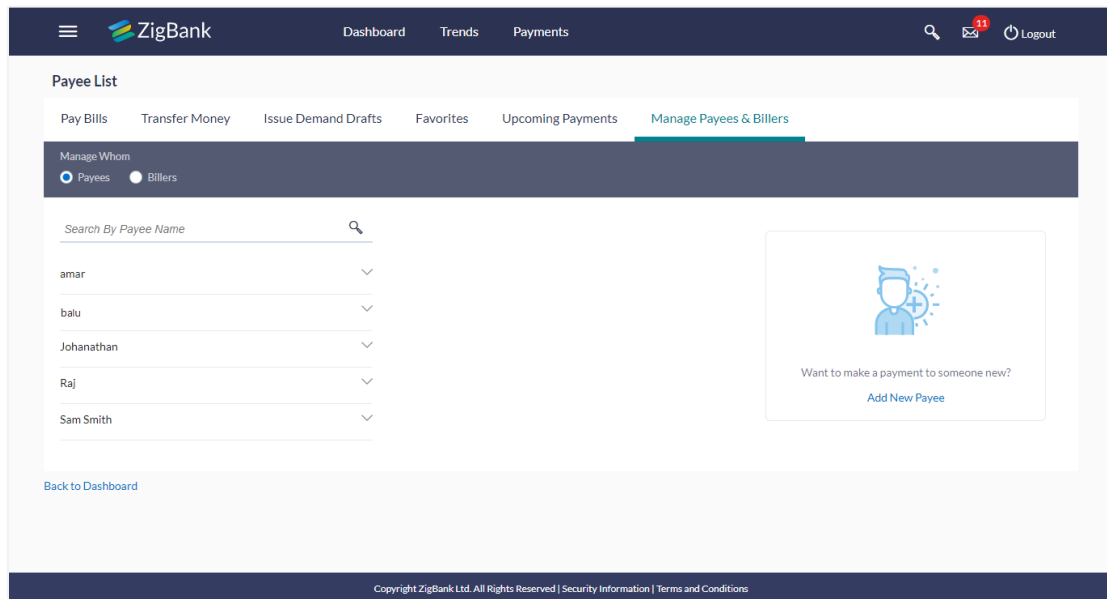 ZigBank Dashboard Trends Payments 11 Logout
Payee List
Pay Bills Transfer Money Issue Demand Drafts Favorites Upcoming Payments Manage Payees & Billers
Manage Whom
Payees Billers
Search By Payee Name
amar
balu
Johanathan
Raj
Sam Smith
Want to make a payment to someone new?
Add New Payee
Back to Dashboard
Copyright ZigBank Ltd. All Rights Reserved | Security Information | Terms and Conditions